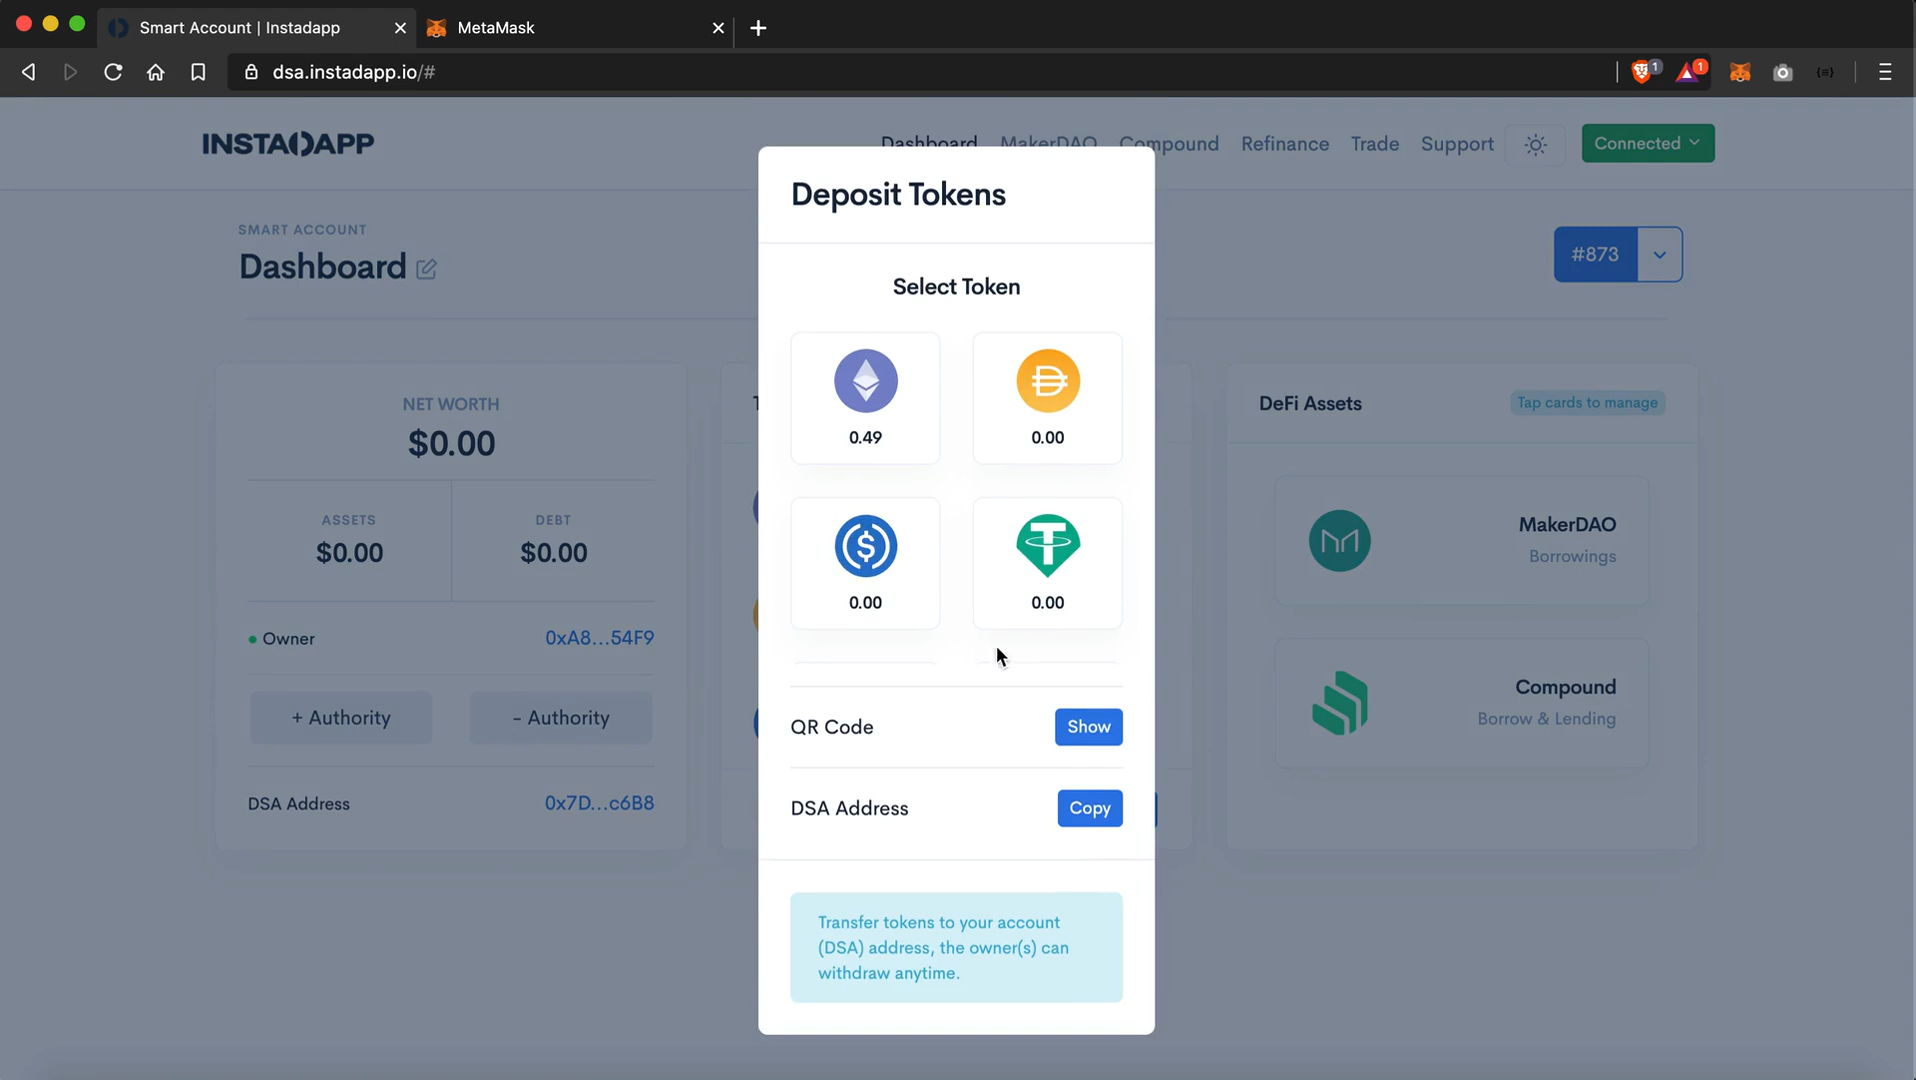 Smart Account | Instadapp
MetaMask
dsa.instadapp.io/#
1
1
INSTADAPP
Dashboard
MakerDAO
Compound
Refinance
Trade
Support
Connected
Deposit Tokens
SMART ACCOUNT
Dashboard
#873
Select Token
0.49
0.00
0.00
0.00
NET WORTH
$0.00
ASSETS
$0.00
DEBT
$0.00
Owner
0xA8...54F9
+ Authority
- Authority
DSA Address
0x7D...c6B8
DeFi Assets
Tap cards to manage
MakerDAO
Borrowings
Compound
Borrow & Lending
QR Code
Show
DSA Address
Copy
Transfer tokens to your account
(DSA) address, the owner(s) can
withdraw anytime.